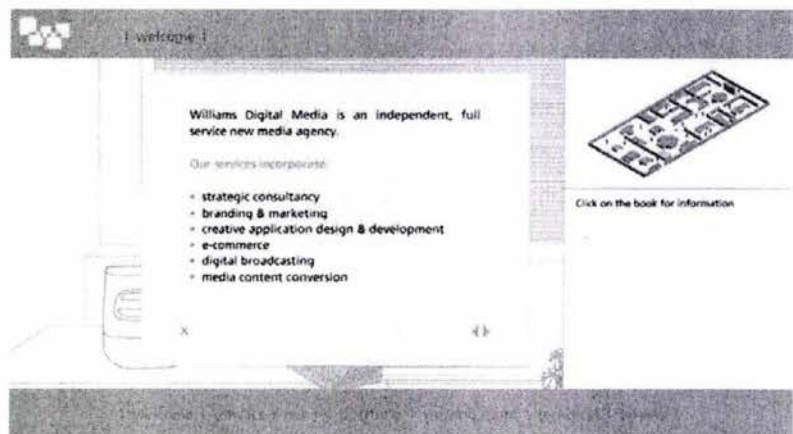 | welcome |
Williams Digital Media is an independent, full
service new media agency.
Our services incorporate:
strategic consultancy
branding & marketing
creative application design & development
e-commerce
digital broadcasting
media content conversion
X
Click on the book for information